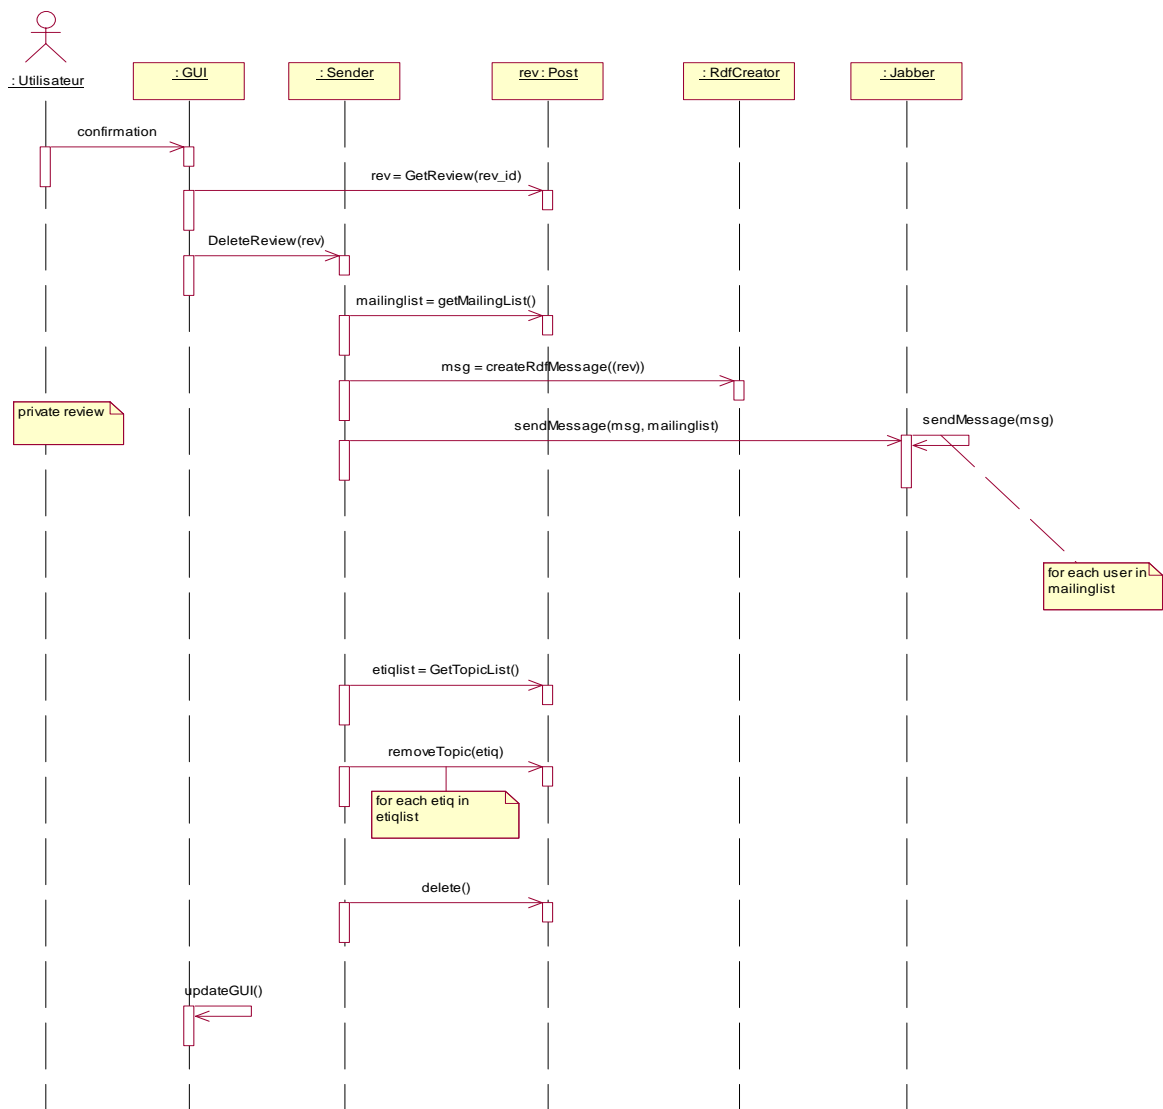 : Utilisateur
: GUI
: Sender
rev : Post
: RdfCreator
: Jabber
confirmation
rev = GetReview(rev_id)
DeleteReview(rev)
mailinglist = getMailingList()
msg = createRdfMessage((rev))
private review
sendMessage(msg, mailinglist)
sendMessage(msg)
for each user in
mailinglist
etiqlist = GetTopicList()
removeTopic(etiq)
for each etiq in
etiqlist
delete()
updateGUI()